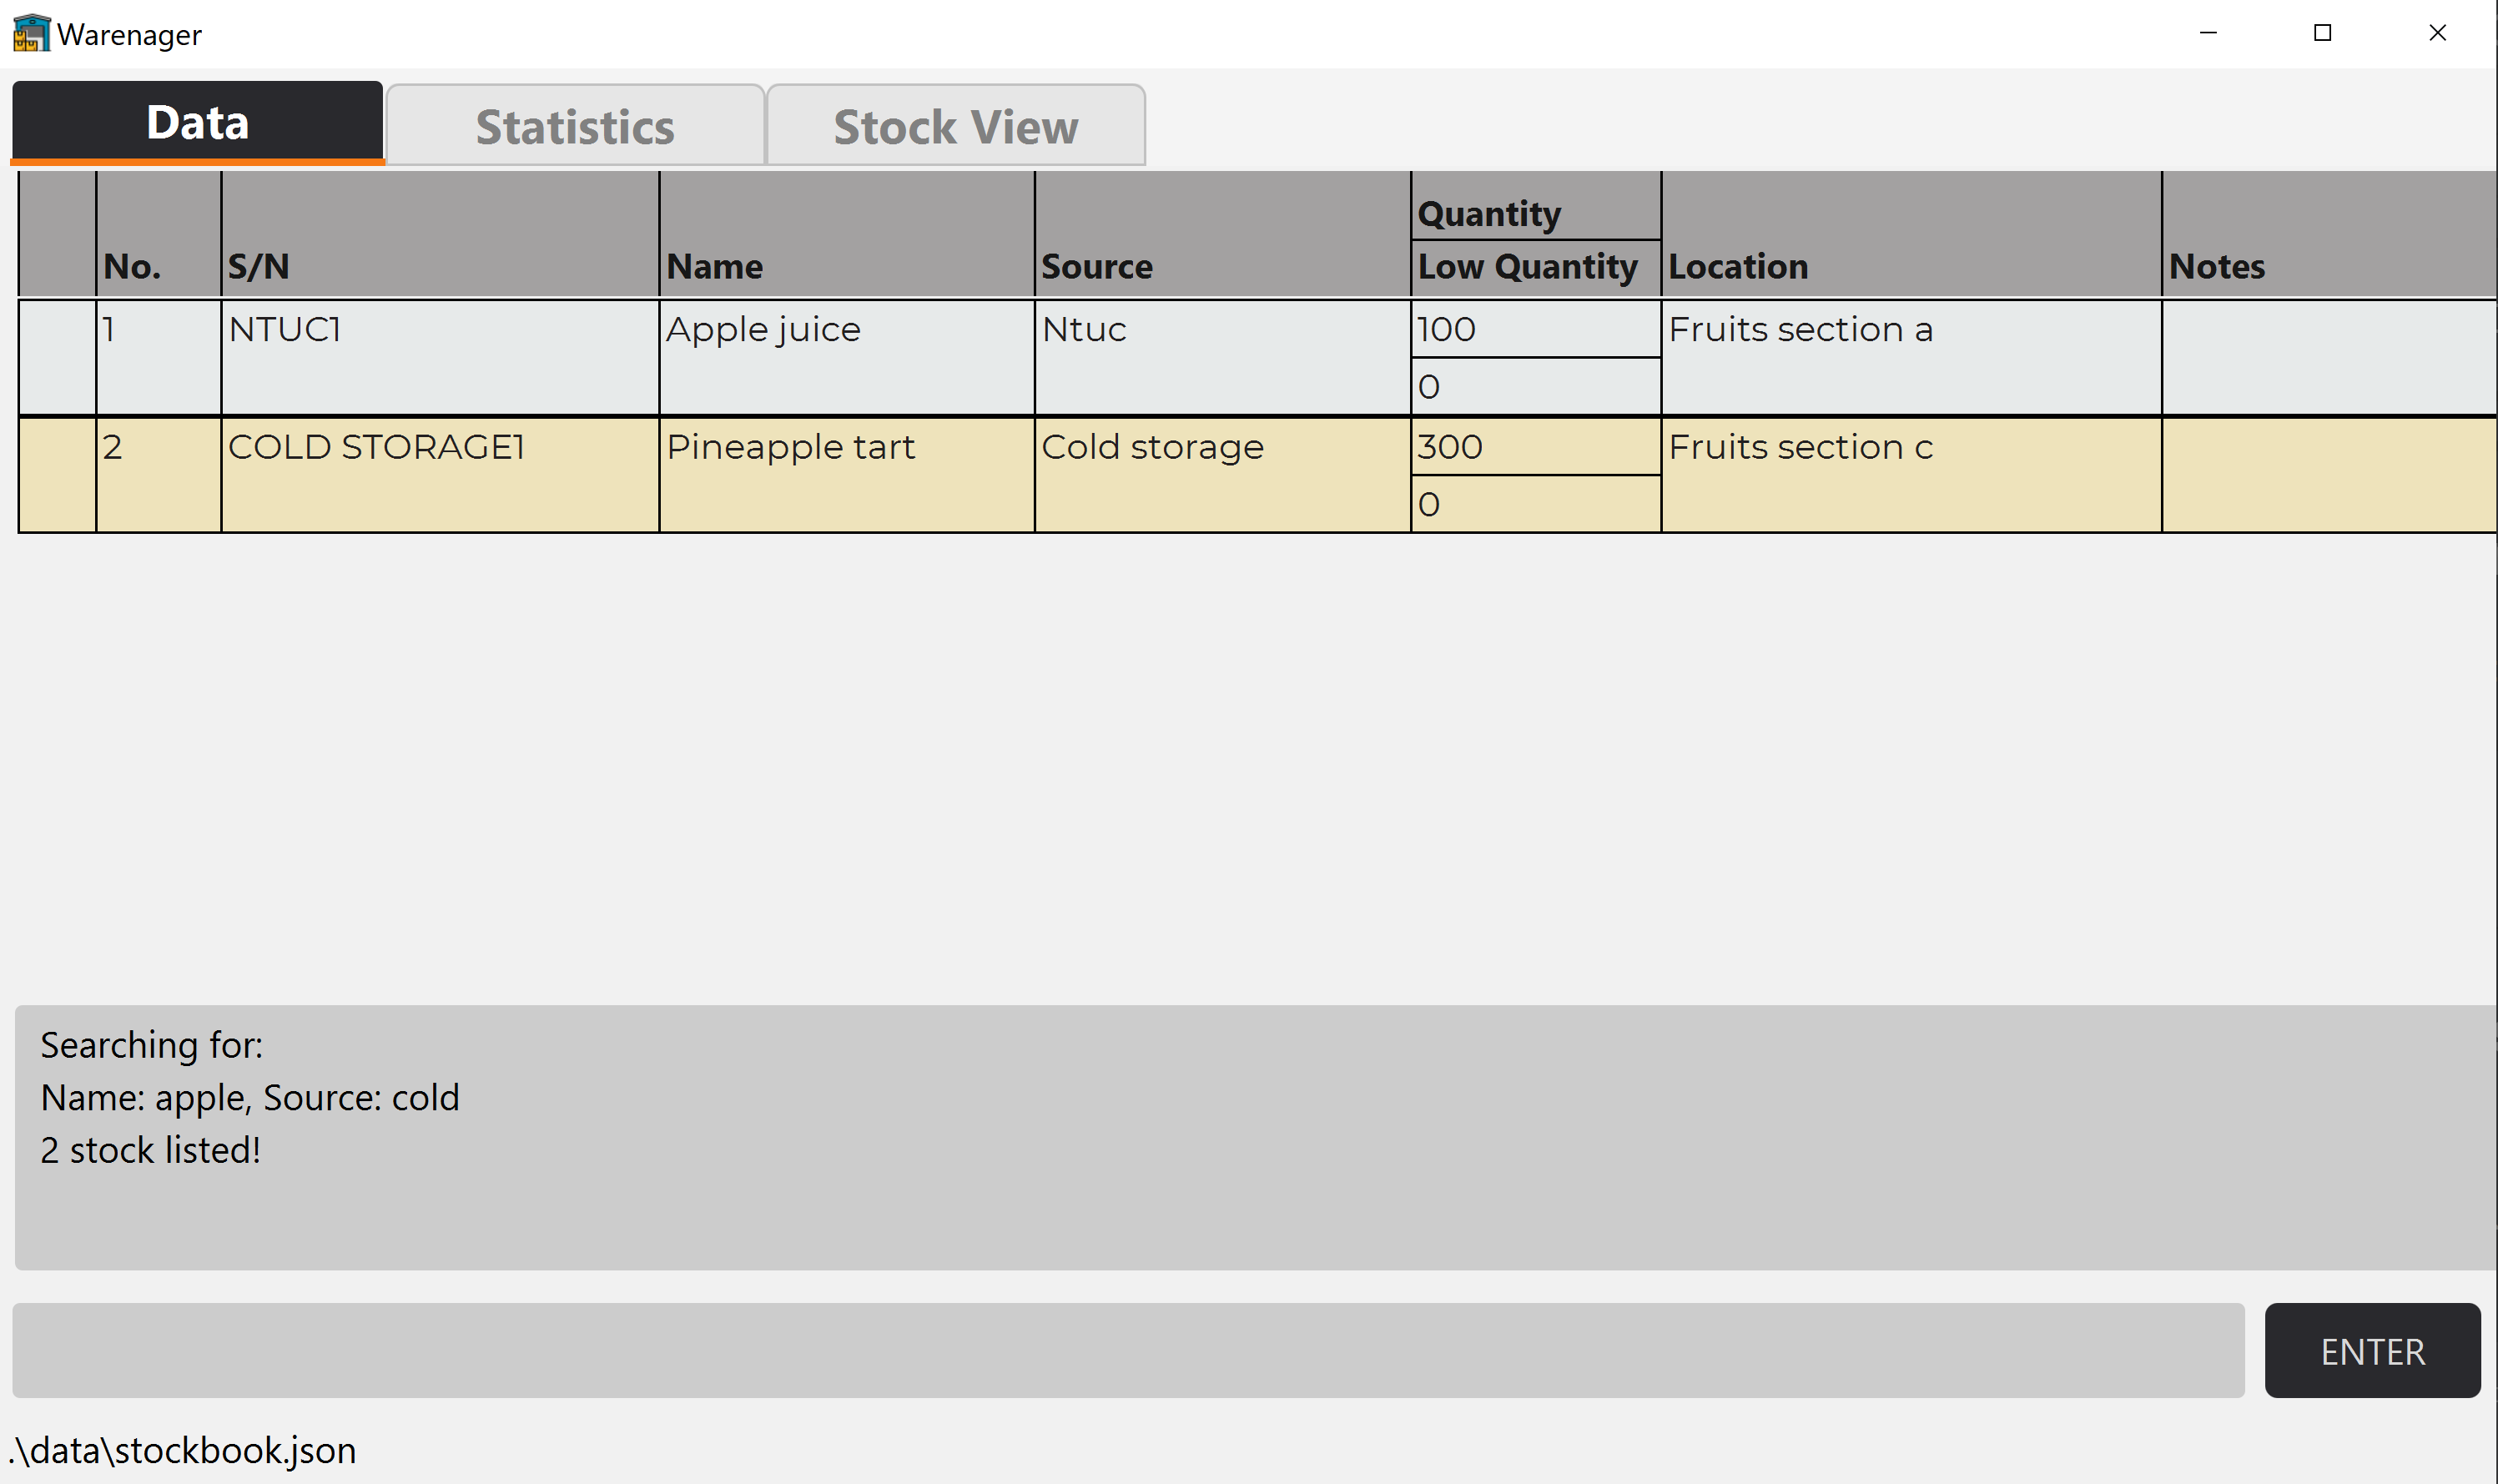 Warenager
Data Statistics Stock View
Quantity
No. S/N Name Source Low Quantity Location Notes
1 NTUC1 Apple juice Ntuc 100 Fruits section a
0
2 COLD STORAGE1 Pineapple tart Cold storage 300 Fruits section c
0
Searching for:
Name: apple, Source: cold
2 stock listed!
ENTER
.\data\stockbook.json